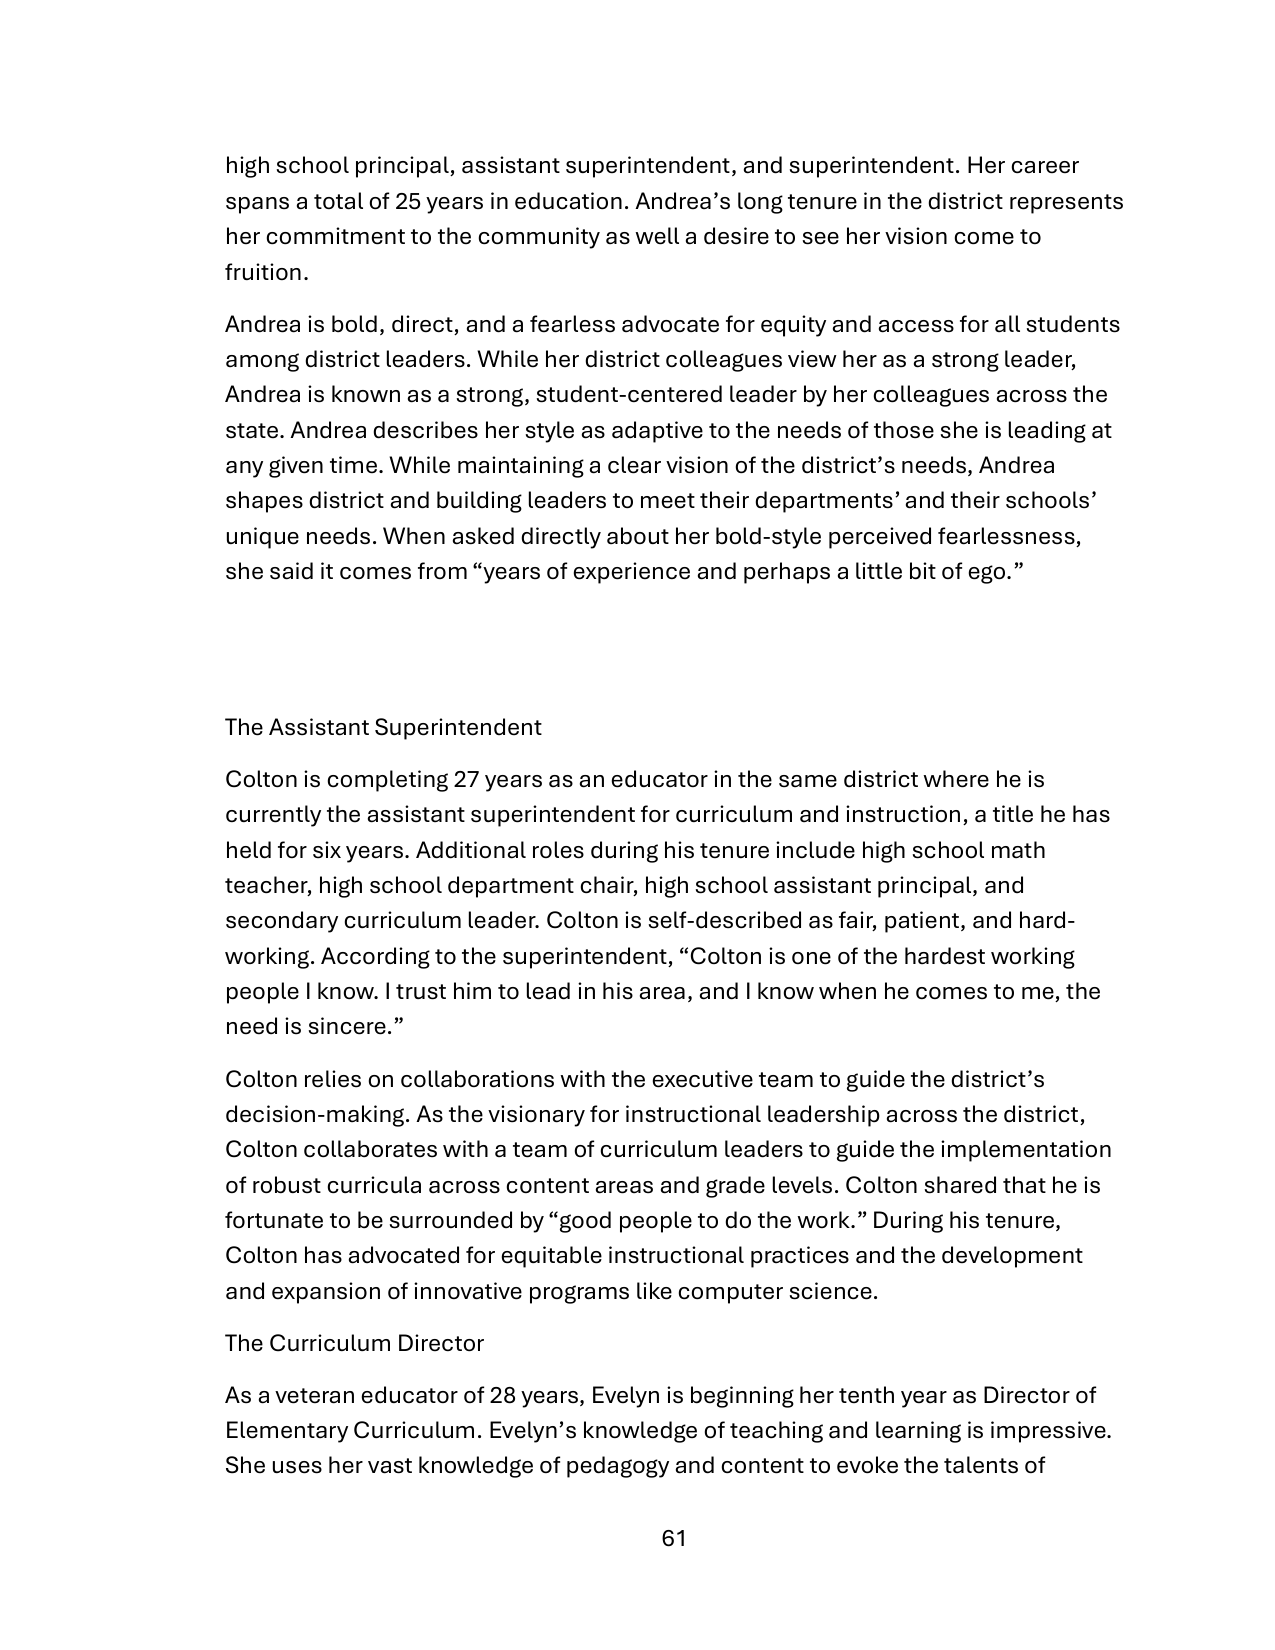 high school principal, assistant superintendent, and superintendent. Her career
spans a total of 25 years in education. Andrea’s long tenure in the district represents
her commitment to the community as well a desire to see her vision come to
fruition.
Andrea is bold, direct, and a fearless advocate for equity and access for all students
among district leaders. While her district colleagues view her as a strong leader,
Andrea is known as a strong, student-centered leader by her colleagues across the
state. Andrea describes her style as adaptive to the needs of those she is leading at
any given time. While maintaining a clear vision of the district’s needs, Andrea
shapes district and building leaders to meet their departments’ and their schools’
unique needs. When asked directly about her bold-style perceived fearlessness,
she said it comes from “years of experience and perhaps a little bit of ego.”
The Assistant Superintendent
Colton is completing 27 years as an educator in the same district where he is
currently the assistant superintendent for curriculum and instruction, a title he has
held for six years. Additional roles during his tenure include high school math
teacher, high school department chair, high school assistant principal, and
secondary curriculum leader. Colton is self-described as fair, patient, and hard-
working. According to the superintendent, “Colton is one of the hardest working
people I know. I trust him to lead in his area, and I know when he comes to me, the
need is sincere.”
Colton relies on collaborations with the executive team to guide the district’s
decision-making. As the visionary for instructional leadership across the district,
Colton collaborates with a team of curriculum leaders to guide the implementation
of robust curricula across content areas and grade levels. Colton shared that he is
fortunate to be surrounded by “good people to do the work.” During his tenure,
Colton has advocated for equitable instructional practices and the development
and expansion of innovative programs like computer science.
The Curriculum Director
As a veteran educator of 28 years, Evelyn is beginning her tenth year as Director of
Elementary Curriculum. Evelyn’s knowledge of teaching and learning is impressive.
She uses her vast knowledge of pedagogy and content to evoke the talents of
61